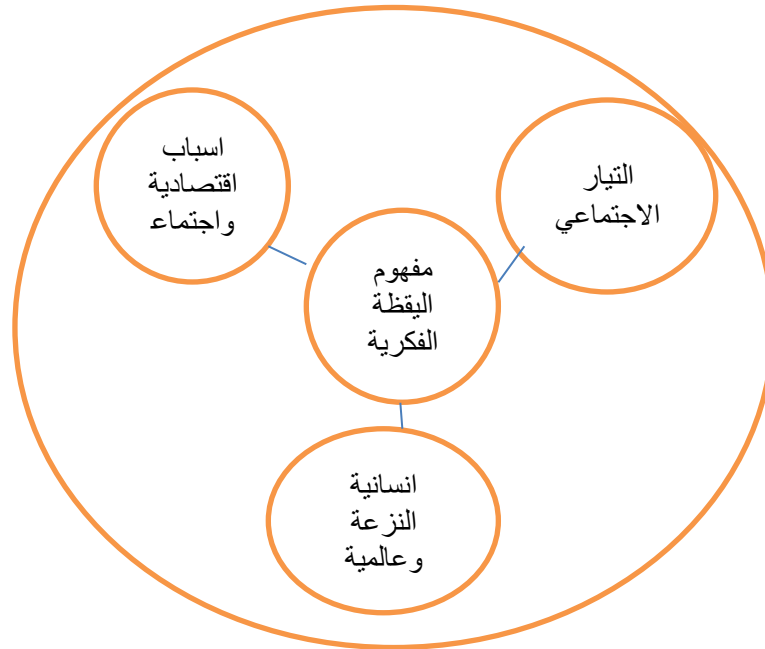 اسباب
اقتصادية
واجتماع
التيار
الاجتماعي
مفهوم
اليقظة
الفكرية
انسانية
النزعة
وعالمية